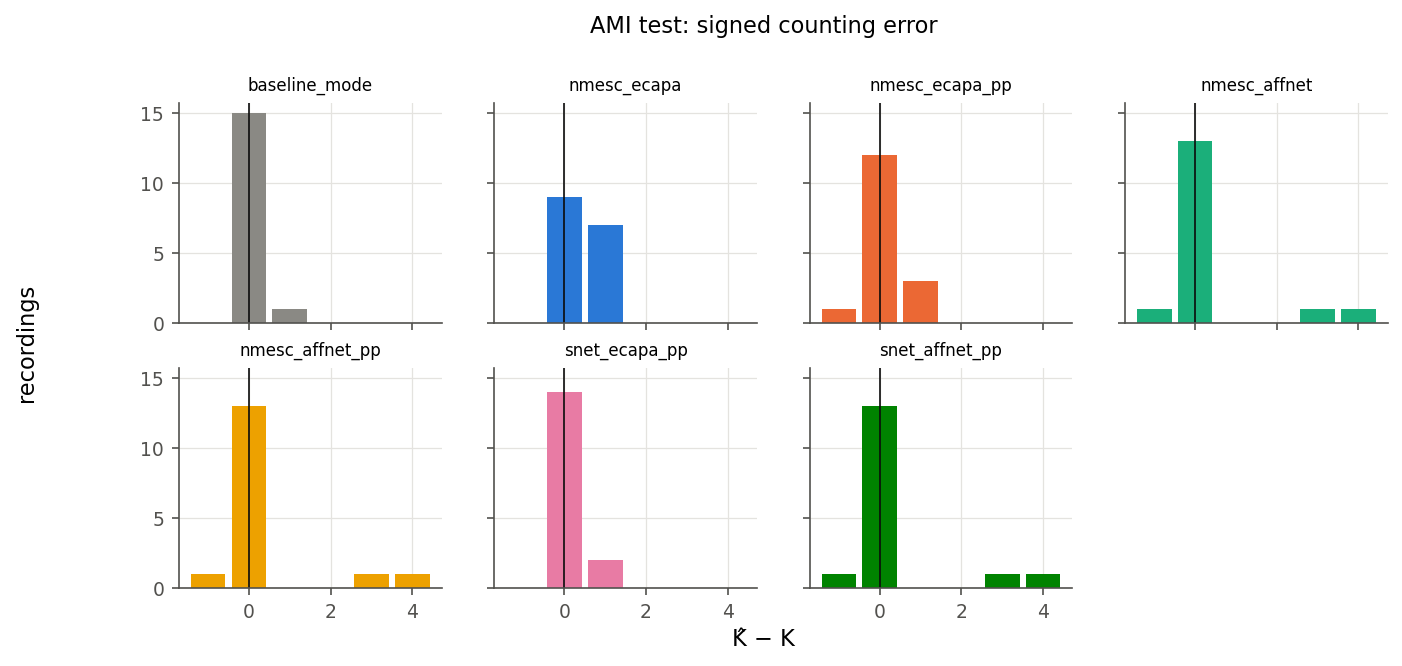 AMI test: signed counting error
baseline_mode
nmesc_ecapa
nmesc_ecapa_pp
nmesc_affnet
15
10
5
0
nmesc_affnet_pp
snet_ecapa_pp
snet_affnet_pp
15
10
5
0
0 2 4
0 2 4
0 2 4
recordings
K̂ − K